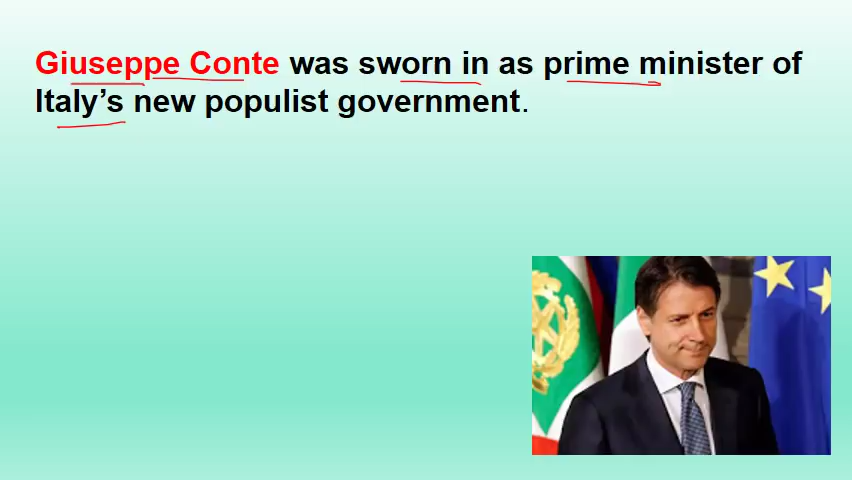 Giuseppe Conte was sworn in as prime minister of
Italy’s new populist government.